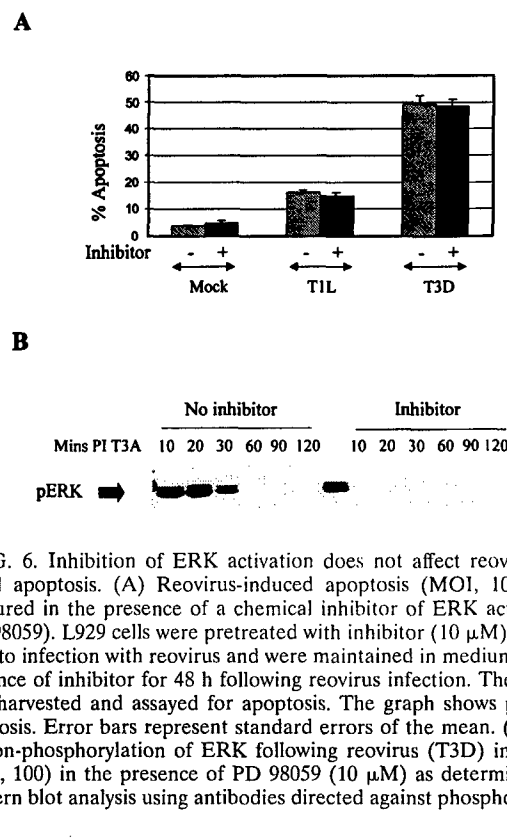 A
60
50
40
30
20
10
0
% Apoptosis
Inhibitor - + - + - +
Mock T1L T3D
B
No inhibitor Inhibitor
Mins PI T3A 10 20 30 60 90 120 10 20 30 60 90 120
pERK
G. 6. Inhibition of ERK activation does not affect reov
l apoptosis. (A) Reovirus-induced apoptosis (MOI, 10
ured in the presence of a chemical inhibitor of ERK ac
98059). L929 cells were pretreated with inhibitor (10 μM)
to infection with reovirus and were maintained in medium
nce of inhibitor for 48 h following reovirus infection. The
harvested and assayed for apoptosis. The graph shows p
tosis. Error bars represent standard errors of the mean. (
on-phosphorylation of ERK following reovirus (T3D) in
, 100) in the presence of PD 98059 (10 μM) as determi
ern blot analysis using antibodies directed against phospho